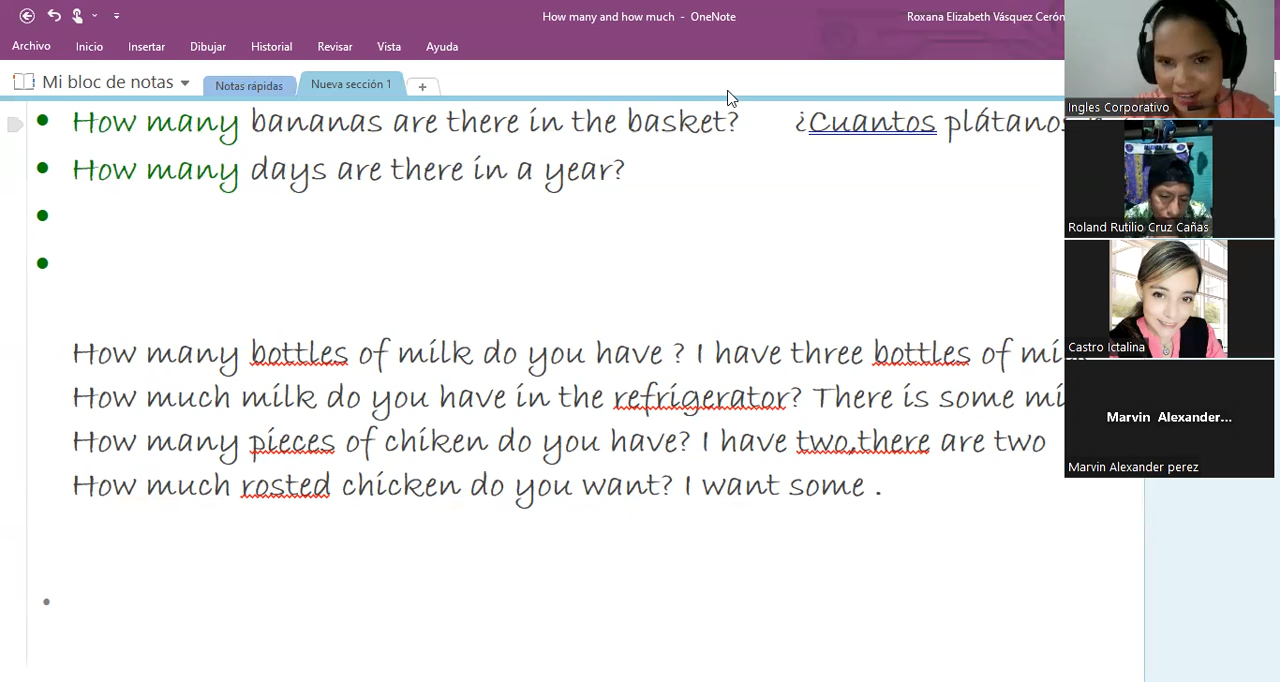 How many and how much - OneNote
Roxana Elizabeth Vásquez Cerón
Archivo Inicio Insertar Dibujar Historial Revisar Vista Ayuda
Mi bloc de notas Notas rápidas Nueva sección 1 +
How many bananas are there in the basket? ¿Cuantos plátanos
How many days are there in a year?
How many bottles of milk do you have ? I have three bottles of
How much milk do you have in the refrigerator? There is some
How many pieces of chiken do you have? I have two,there are two
How much rosted chicken do you want? I want some .
Ingles Corporativo
Roland Rutilio Cruz Cañas
Castro Ictalina
Marvin Alexander...
Marvin Alexander perez